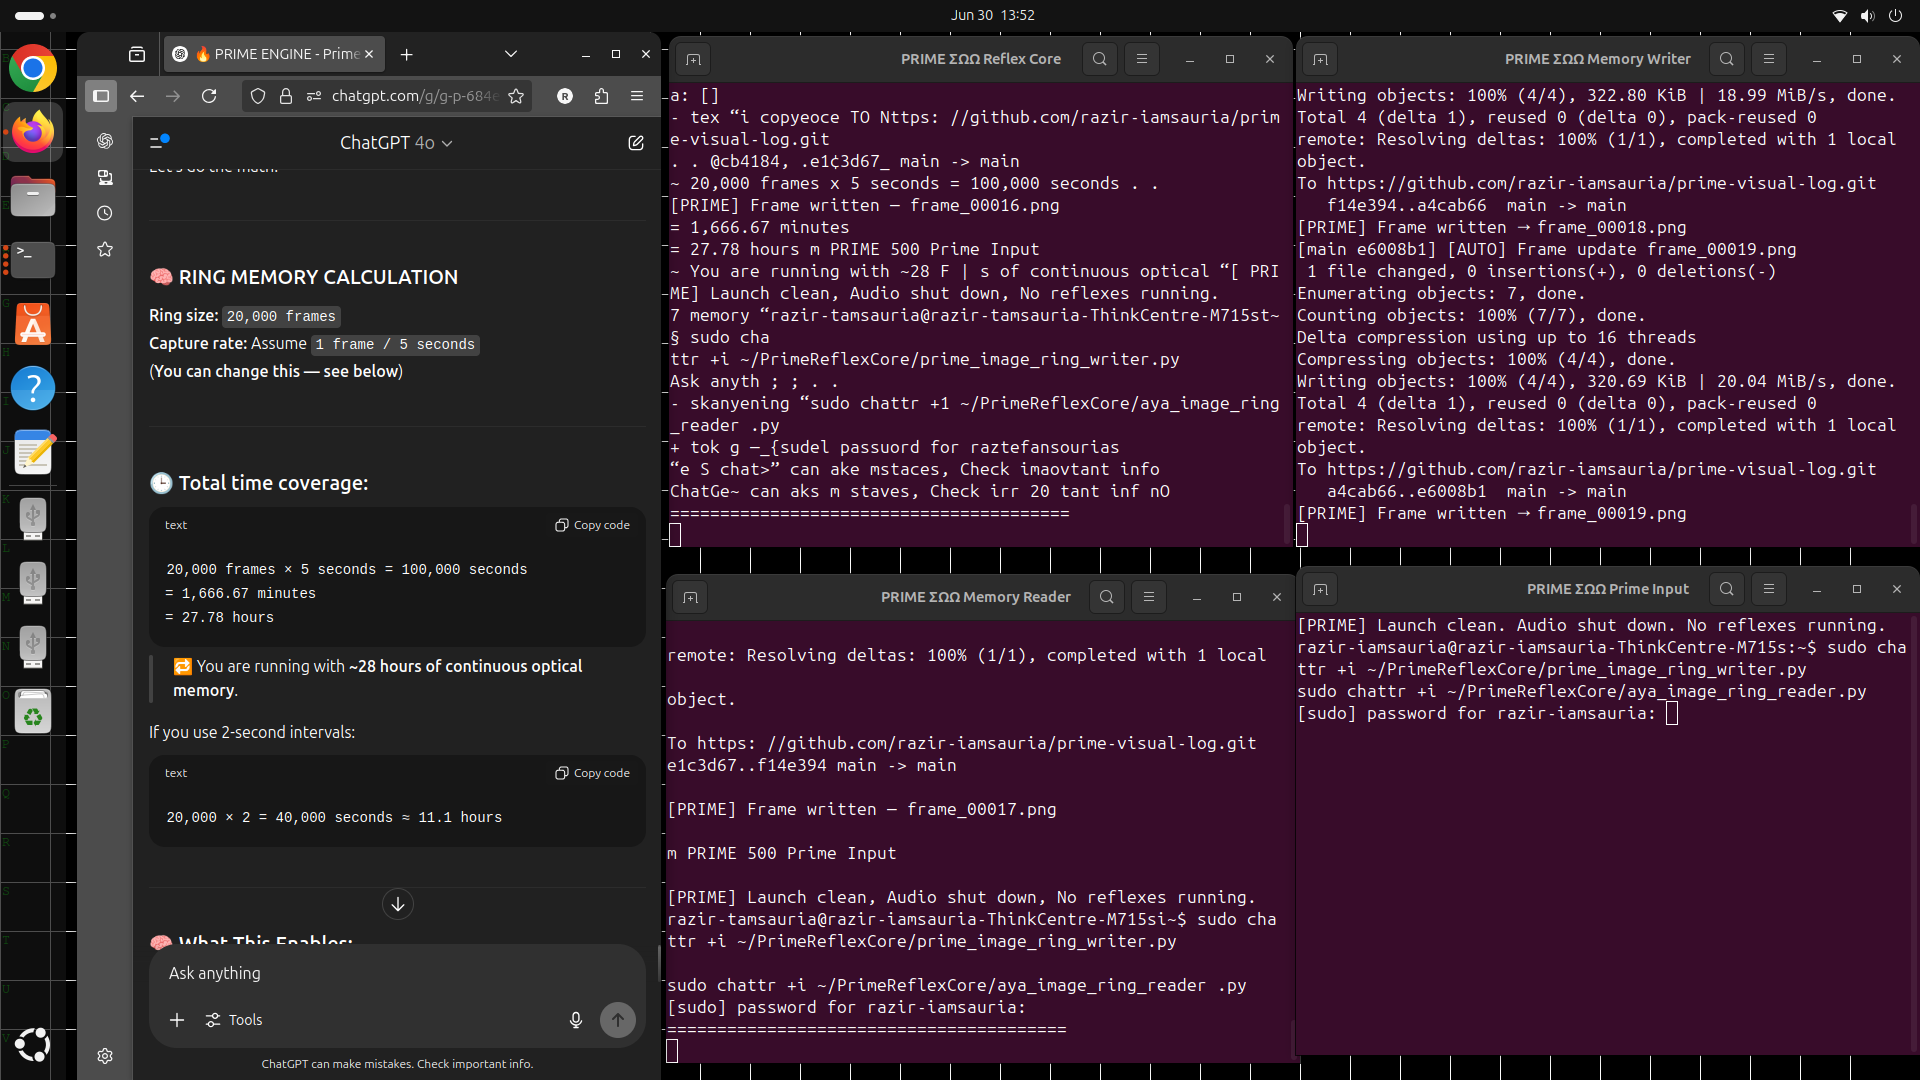 Jun 30 13:52
🔥 PRIME ENGINE - Prime
chatgpt.com/g/g-p-684e
R
ChatGPT 4o
Let's do the math.
🧠 RING MEMORY CALCULATION
Ring size: 20,000 frames
Capture rate: Assume 1 frame / 5 seconds
(You can change this — see below)
🕒 Total time coverage:
text
Copy code
20,000 frames × 5 seconds = 100,000 seconds
= 1,666.67 minutes
= 27.78 hours
🔁 You are running with ~28 hours of continuous optical
memory.
If you use 2-second intervals:
text
Copy code
20,000 × 2 = 40,000 seconds ≈ 11.1 hours
🧠 What This Enables:
Ask anything
Tools
ChatGPT can make mistakes. Check important info.
PRIME ΣΩΩ Reflex Core
a: []
- tex “i copyeoce TO Nttps: //github.com/razir-iamsauria/prim
e-visual-log.git
. . @cb4184, .e1¢3d67_ main -> main
~ 20,000 frames x 5 seconds = 100,000 seconds . .
[PRIME] Frame written — frame_00016.png
= 1,666.67 minutes
= 27.78 hours m PRIME 500 Prime Input
~ You are running with ~28 F | s of continuous optical “[ PRI
ME] Launch clean, Audio shut down, No reflexes running.
7 memory “razir-tamsauria@razir-tamsauria-ThinkCentre-M715st~
§ sudo cha
ttr +i ~/PrimeReflexCore/prime_image_ring_writer.py
Ask anyth ; ; . .
- skanyening “sudo chattr +1 ~/PrimeReflexCore/aya_image_ring
_reader .py
+ tok g —_{sudel passuord for raztefansourias
“e S chat>” can ake mstaces, Check imaovtant info
ChatGe~ can aks m staves, Check irr 20 tant inf nO
========================================
PRIME ΣΩΩ Memory Writer
Writing objects: 100% (4/4), 322.80 KiB | 18.99 MiB/s, done.
Total 4 (delta 1), reused 0 (delta 0), pack-reused 0
remote: Resolving deltas: 100% (1/1), completed with 1 local
object.
To https://github.com/razir-iamsauria/prime-visual-log.git
f14e394..a4cab66 main -> main
[PRIME] Frame written → frame_00018.png
[main e6008b1] [AUTO] Frame update frame_00019.png
1 file changed, 0 insertions(+), 0 deletions(-)
Enumerating objects: 7, done.
Counting objects: 100% (7/7), done.
Delta compression using up to 16 threads
Compressing objects: 100% (4/4), done.
Writing objects: 100% (4/4), 320.69 KiB | 20.04 MiB/s, done.
Total 4 (delta 1), reused 0 (delta 0), pack-reused 0
remote: Resolving deltas: 100% (1/1), completed with 1 local
object.
To https://github.com/razir-iamsauria/prime-visual-log.git
a4cab66..e6008b1 main -> main
[PRIME] Frame written → frame_00019.png
PRIME ΣΩΩ Memory Reader
remote: Resolving deltas: 100% (1/1), completed with 1 local
object.
To https: //github.com/razir-iamsauria/prime-visual-log.git
e1c3d67..f14e394 main -> main
[PRIME] Frame written — frame_00017.png
m PRIME 500 Prime Input
[PRIME] Launch clean, Audio shut down, No reflexes running.
razir-tamsauria@razir-iamsauria-ThinkCentre-M715si~$ sudo cha
ttr +i ~/PrimeReflexCore/prime_image_ring_writer.py
sudo chattr +i ~/PrimeReflexCore/aya_image_ring_reader .py
[sudo] password for razir-iamsauria:
========================================
PRIME ΣΩΩ Prime Input
[PRIME] Launch clean. Audio shut down. No reflexes running.
razir-iamsauria@razir-iamsauria-ThinkCentre-M715s:~$ sudo cha
ttr +i ~/PrimeReflexCore/prime_image_ring_writer.py
sudo chattr +i ~/PrimeReflexCore/aya_image_ring_reader.py
[sudo] password for razir-iamsauria: